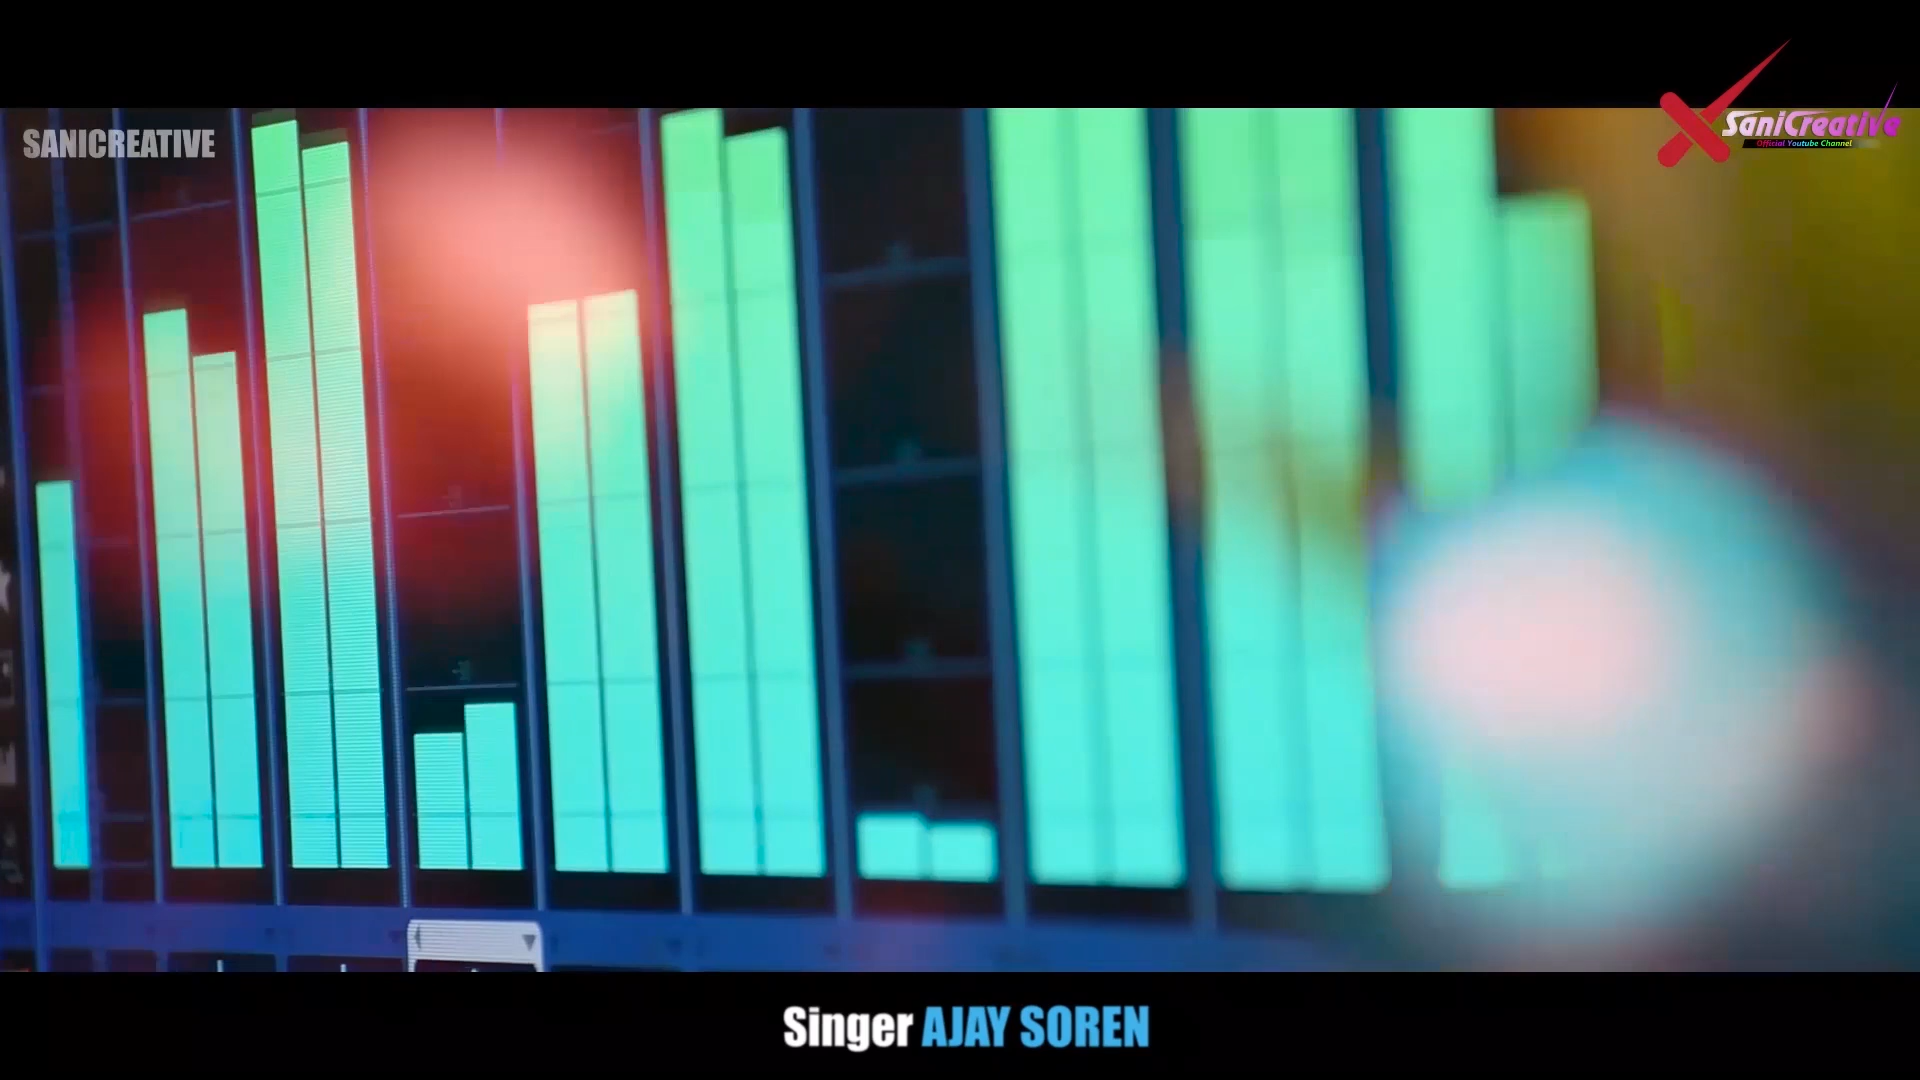 SANICREATIVE
SaniCreative
Official Youtube Channel
Singer AJAY SOREN